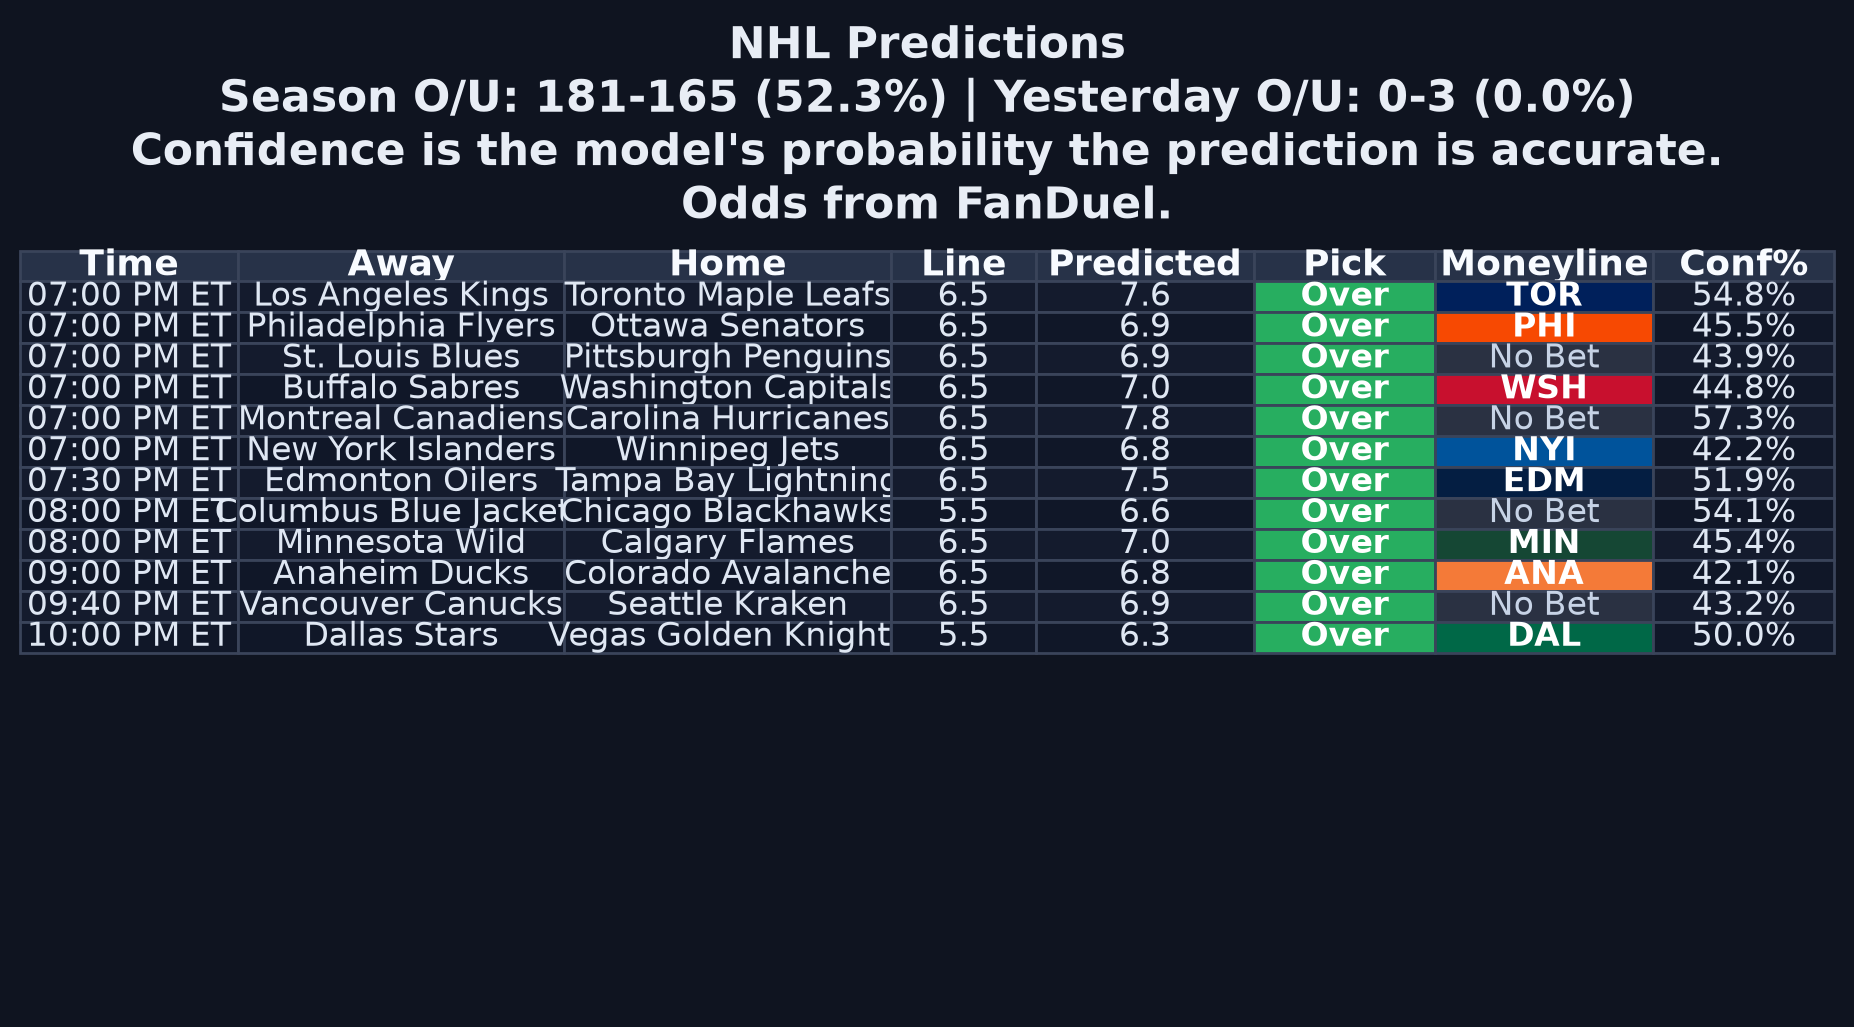 NHL Predictions
Season O/U: 181-165 (52.3%) | Yesterday O/U: 0-3 (0.0%)
Confidence is the model's probability the prediction is accurate.
Odds from FanDuel.
Time Away Home Line Predicted Pick Moneyline Conf%
07:00 PM ET Los Angeles Kings Toronto Maple Leafs 6.5 7.6 Over TOR 54.8%
07:00 PM ET Philadelphia Flyers Ottawa Senators 6.5 6.9 Over PHI 45.5%
07:00 PM ET St. Louis Blues Pittsburgh Penguins 6.5 6.9 Over No Bet 43.9%
07:00 PM ET Buffalo Sabres Washington Capitals 6.5 7.0 Over WSH 44.8%
07:00 PM ET Montreal Canadiens Carolina Hurricanes 6.5 7.8 Over No Bet 57.3%
07:00 PM ET New York Islanders Winnipeg Jets 6.5 6.8 Over NYI 42.2%
07:30 PM ET Edmonton Oilers Tampa Bay Lightning 6.5 7.5 Over EDM 51.9%
08:00 PM ET Columbus Blue Jacket Chicago Blackhawks 5.5 6.6 Over No Bet 54.1%
08:00 PM ET Minnesota Wild Calgary Flames 6.5 7.0 Over MIN 45.4%
09:00 PM ET Anaheim Ducks Colorado Avalanche 6.5 6.8 Over ANA 42.1%
09:40 PM ET Vancouver Canucks Seattle Kraken 6.5 6.9 Over No Bet 43.2%
10:00 PM ET Dallas Stars Vegas Golden Knight 5.5 6.3 Over DAL 50.0%